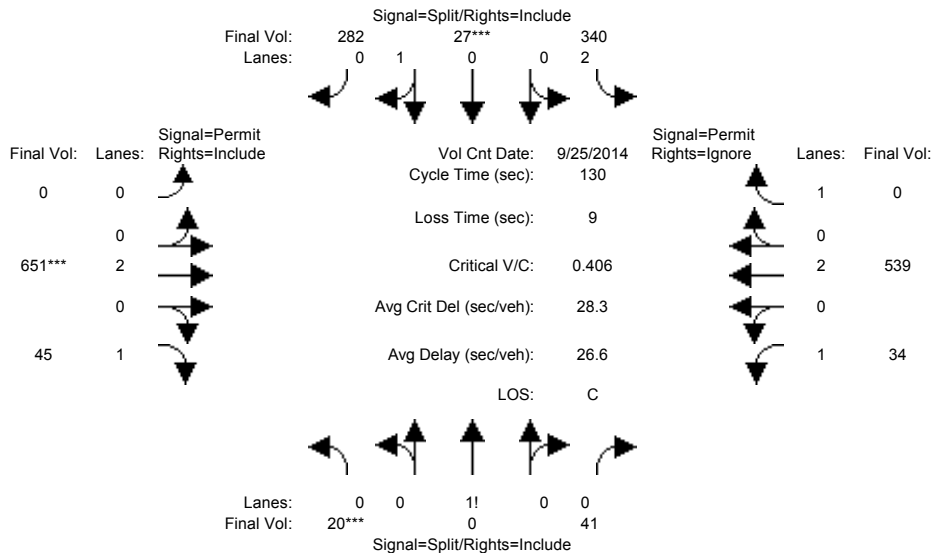 Signal=Split/Rights=Include
Final Vol: 282 27*** 340
Lanes: 0 1 0 0 2
Signal=Permit Signal=Permit
Final Vol: Lanes: Rights=Include Vol Cnt Date: 9/25/2014 Rights=Ignore Lanes: Final Vol:
Cycle Time (sec): 130
0 0 1 0
Loss Time (sec): 9
0 0
651*** 2 Critical V/C: 0.406 2 539
0 Avg Crit Del (sec/veh): 28.3 0
45 1 Avg Delay (sec/veh): 26.6 1 34
LOS: C
Lanes: 0 0 1! 0 0
Final Vol: 20*** 0 41
Signal=Split/Rights=Include